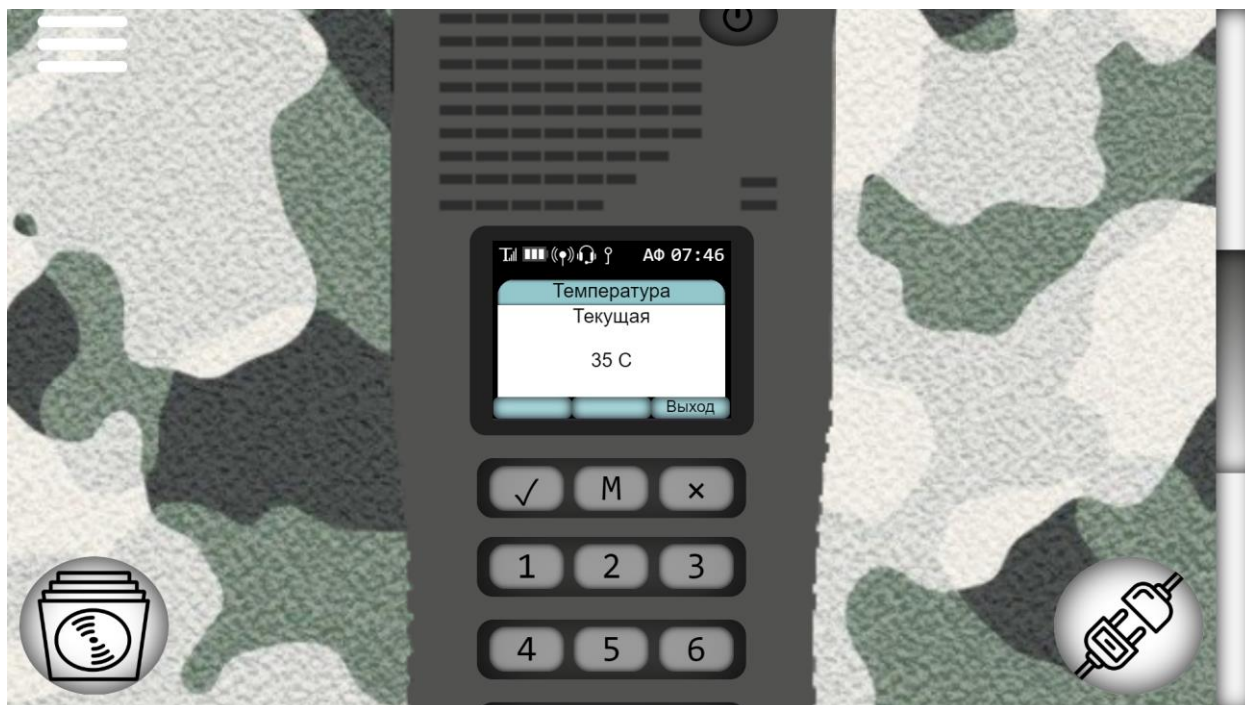 АФ 07:46
Температура
Текущая
35 C
Выход
✓ M ×
1 2 3
4 5 6